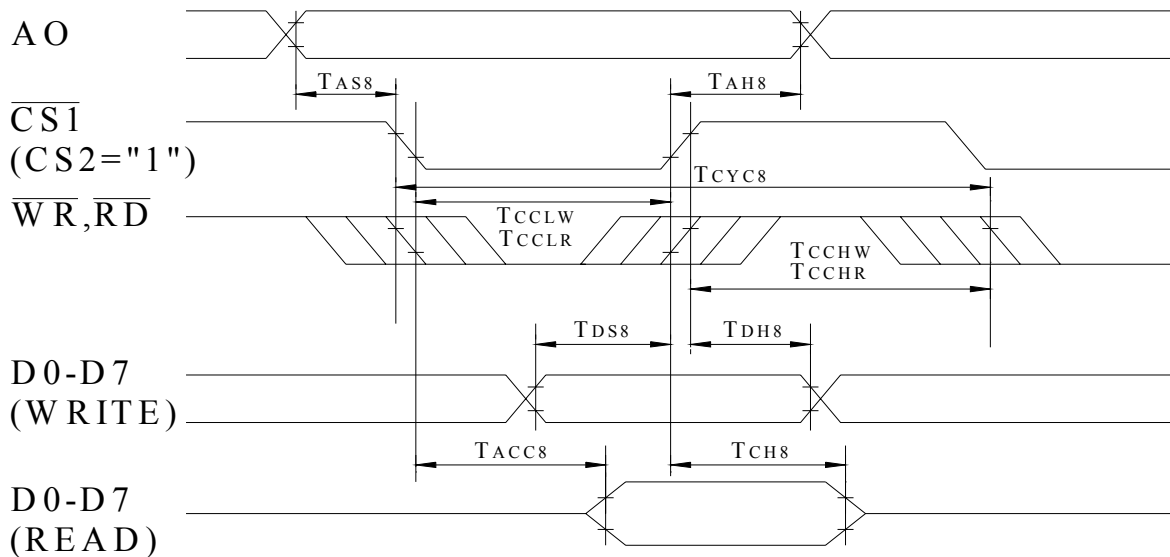 AO
TAS8 TAH8
CS1
(CS2="1")
TCYC8
WR,RD
TCCLW
TCCLR
TCCHW
TCCHR
TDS8 TDH8
D0-D7
(WRITE)
TACC8 TCH8
D0-D7
(READ)